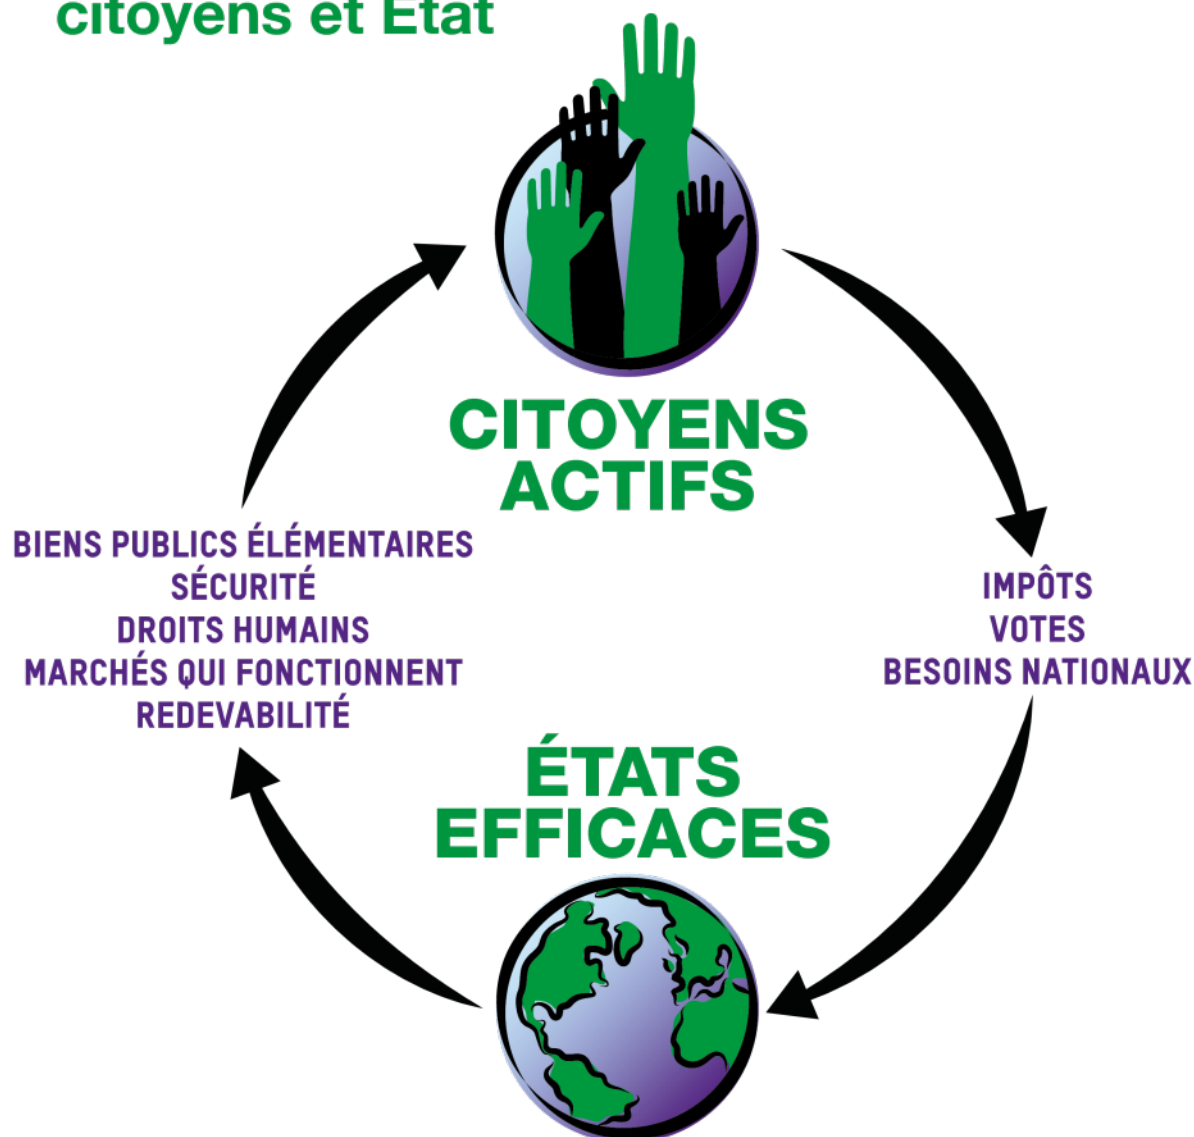 citoyens et État
CITOYENS
ACTIFS
BIENS PUBLICS ÉLÉMENTAIRES
SÉCURITÉ
DROITS HUMAINS
MARCHÉS QUI FONCTIONNENT
REDEVABILITÉ
IMPÔTS
VOTES
BESOINS NATIONAUX
ÉTATS
EFFICACES